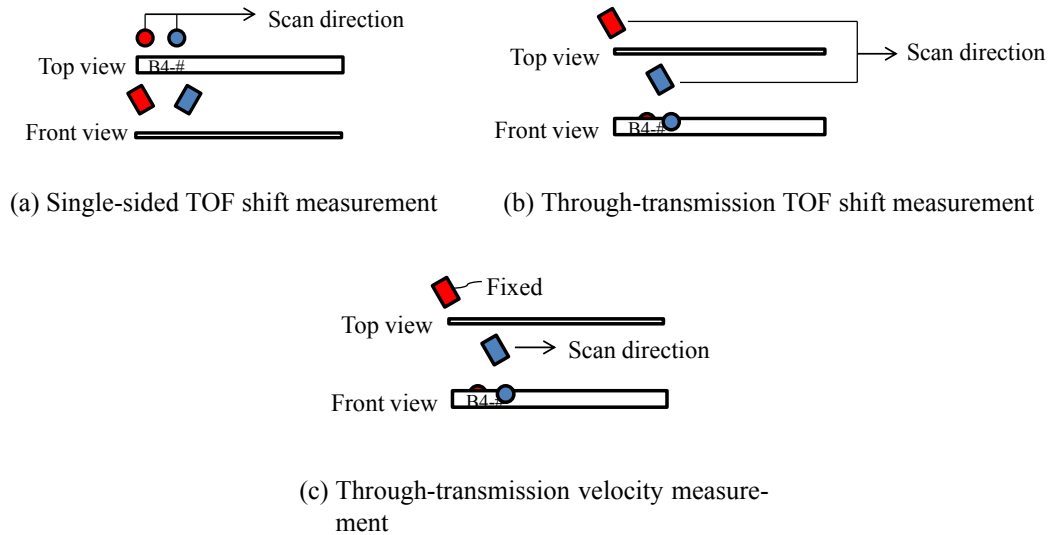 Scan direction
Top view
B4-#
Front view
(a) Single-sided TOF shift measurement
Top view
Scan direction
Front view
B4-#
(b) Through-transmission TOF shift measurement
Fixed
Top view
Scan direction
Front view
B4-#
(c) Through-transmission velocity measure-
ment